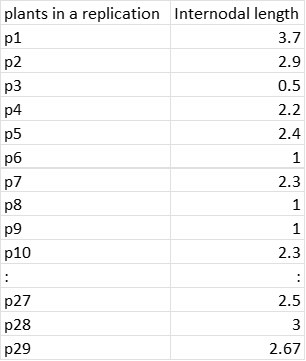 plants in a replication Internodal length
p1 3.7
p2 2.9
p3 0.5
p4 2.2
p5 2.4
p6 1
p7 2.3
p8 1
p9 1
p10 2.3
: :
p27 2.5
p28 3
p29 2.67